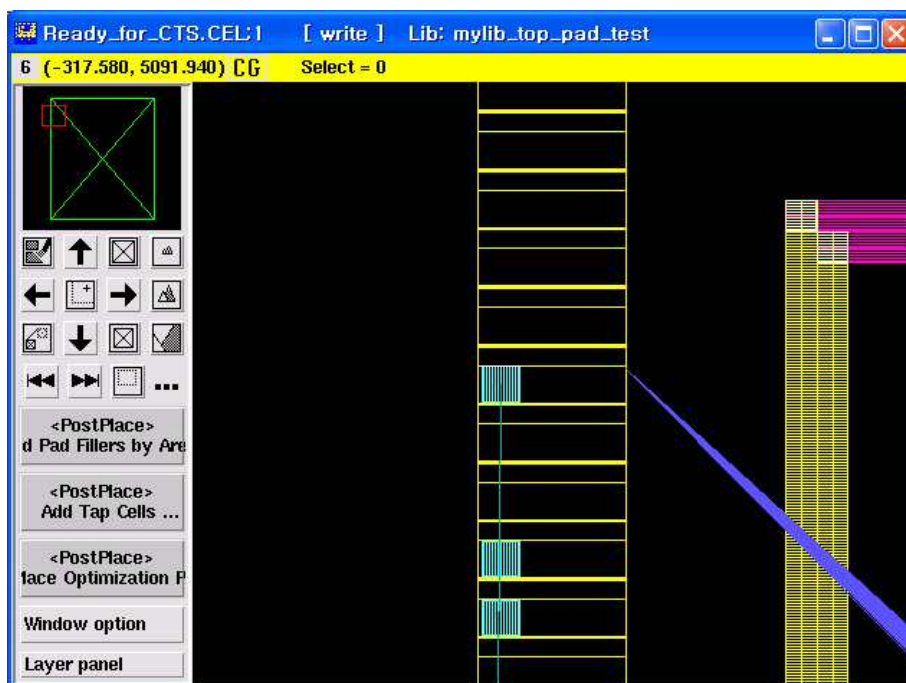 Ready_for_CTS.CEL;1 [ write ] Lib: mylib_top_pad_test
6 (-317.580, 5091.940) CG Select = 0
<PostPlace>
d Pad Fillers by Are
<PostPlace>
Add Tap Cells ...
<PostPlace>
lace Optimization P
Window option
Layer panel